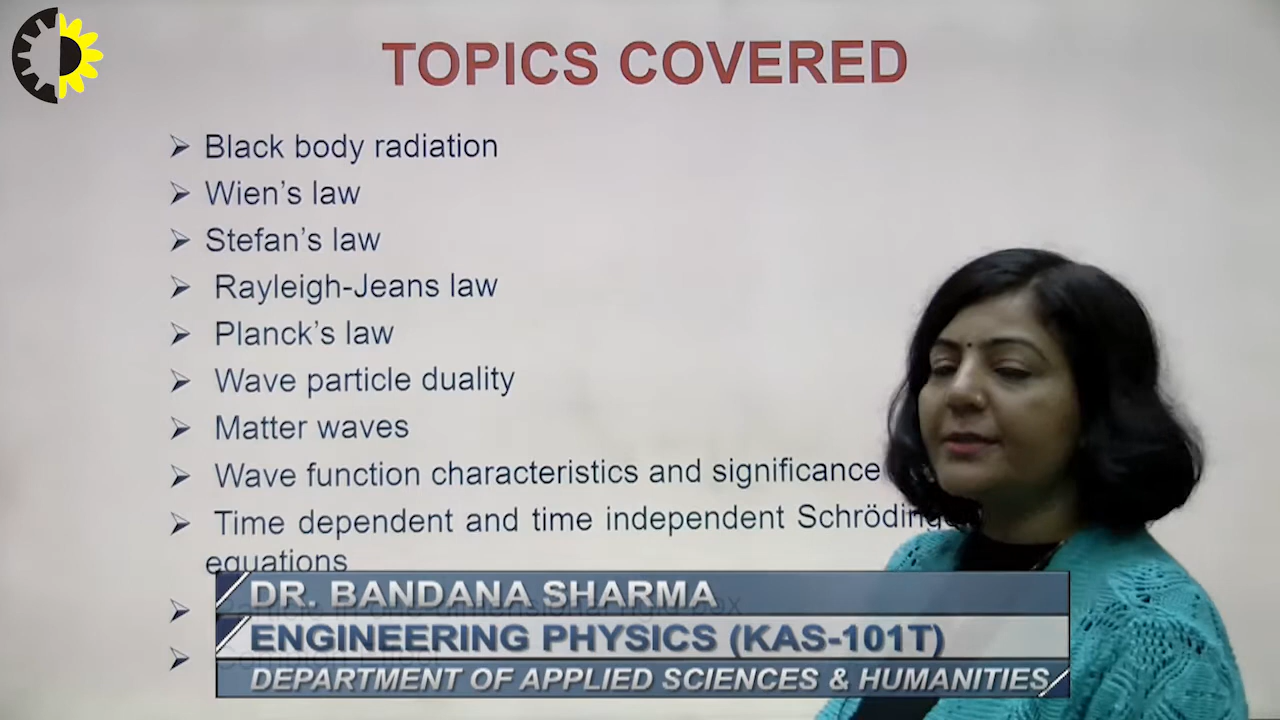 TOPICS COVERED
Black body radiation
Wien’s law
Stefan’s law
Rayleigh-Jeans law
Planck’s law
Wave particle duality
Matter waves
Wave function characteristics and significance
Time dependent and time independent
equations
DR. BANDANA SHARMA
ENGINEERING PHYSICS (KAS-101T)
DEPARTMENT OF APPLIED SCIENCES & HUMANITIES